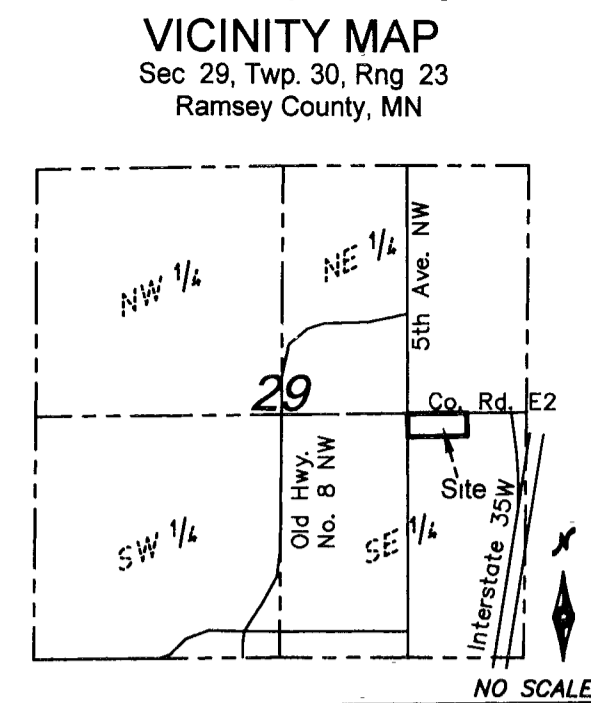 VICINITY MAP
Sec 29, Twp. 30, Rng 23
Ramsey County, MN
NW 1/4
NE 1/4
5th Ave. NW
29
Co. Rd. E2
Old Hwy.
No. 8 NW
Site
SW 1/4
SE 1/4
Interstate 35W
N
NO SCALE